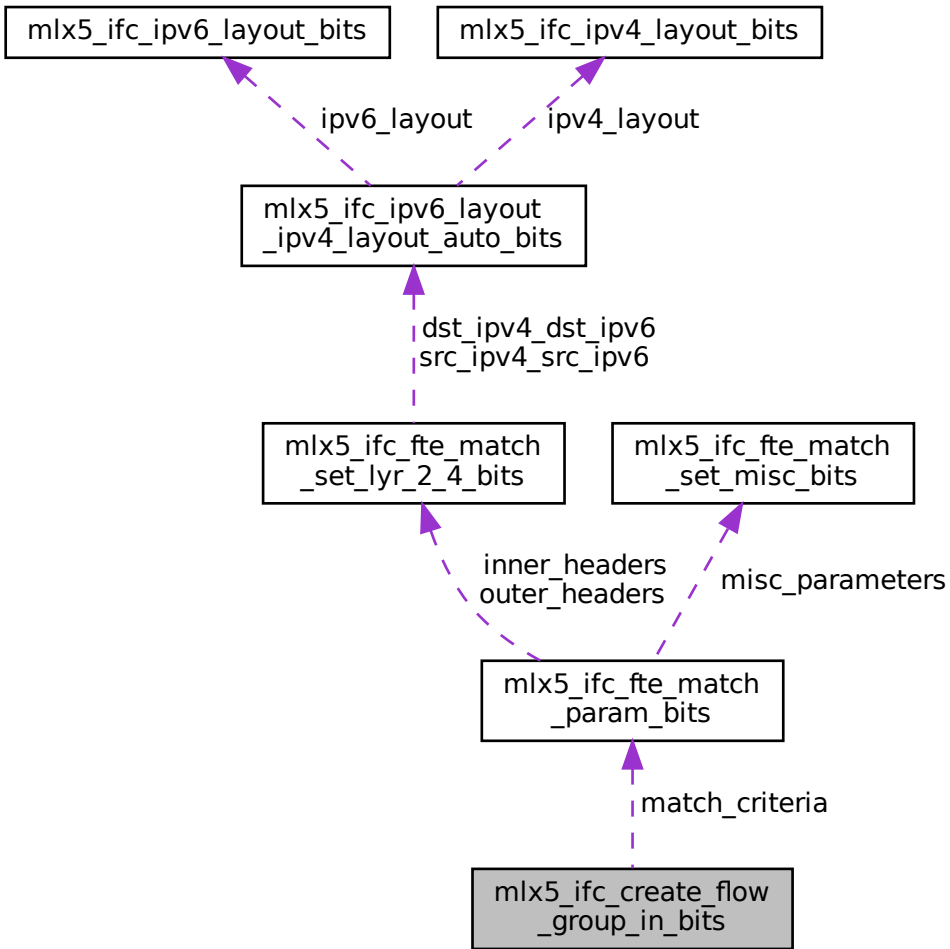 mlx5_ifc_ipv6_layout_bits
mlx5_ifc_ipv4_layout_bits
ipv6_layout
ipv4_layout
mlx5_ifc_ipv6_layout
_ipv4_layout_auto_bits
dst_ipv4_dst_ipv6
src_ipv4_src_ipv6
mlx5_ifc_fte_match
_set_lyr_2_4_bits
mlx5_ifc_fte_match
_set_misc_bits
inner_headers
outer_headers
misc_parameters
mlx5_ifc_fte_match
_param_bits
match_criteria
mlx5_ifc_create_flow
_group_in_bits